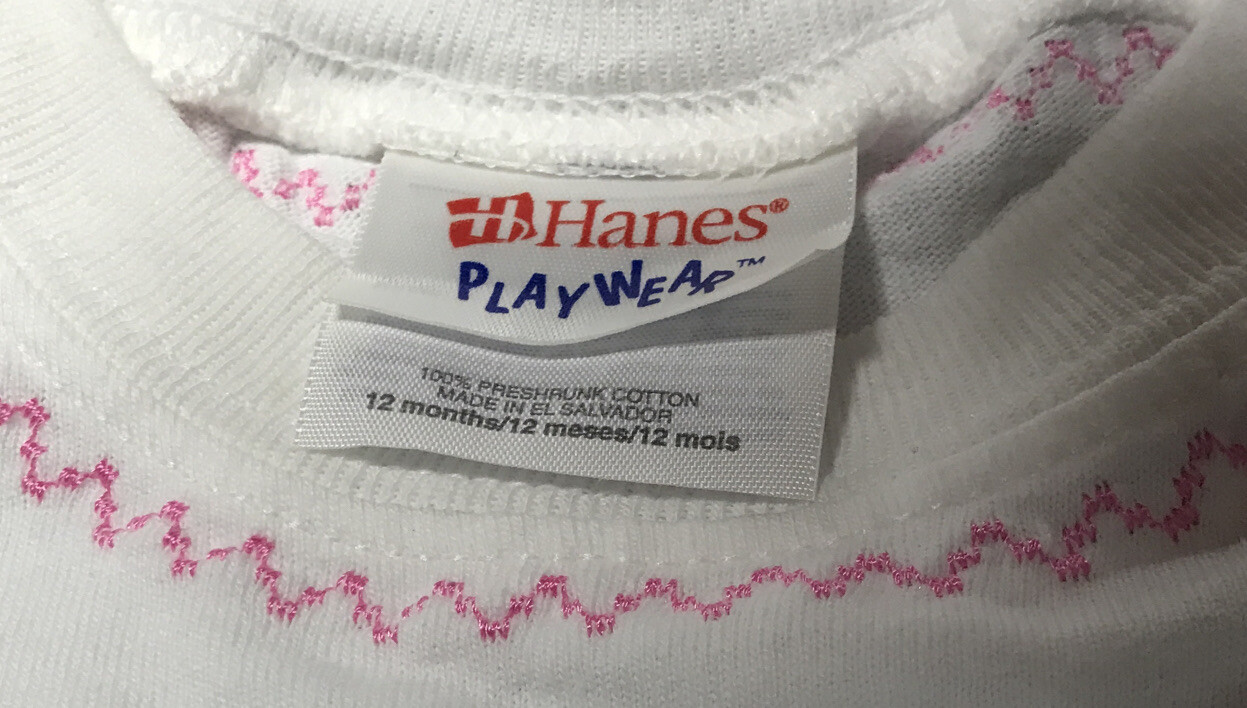 Hanes®
PLAYWEAR™
100% PRESHRUNK COTTON
MADE IN EL SALVADOR
12 months/12 meses/12 mois